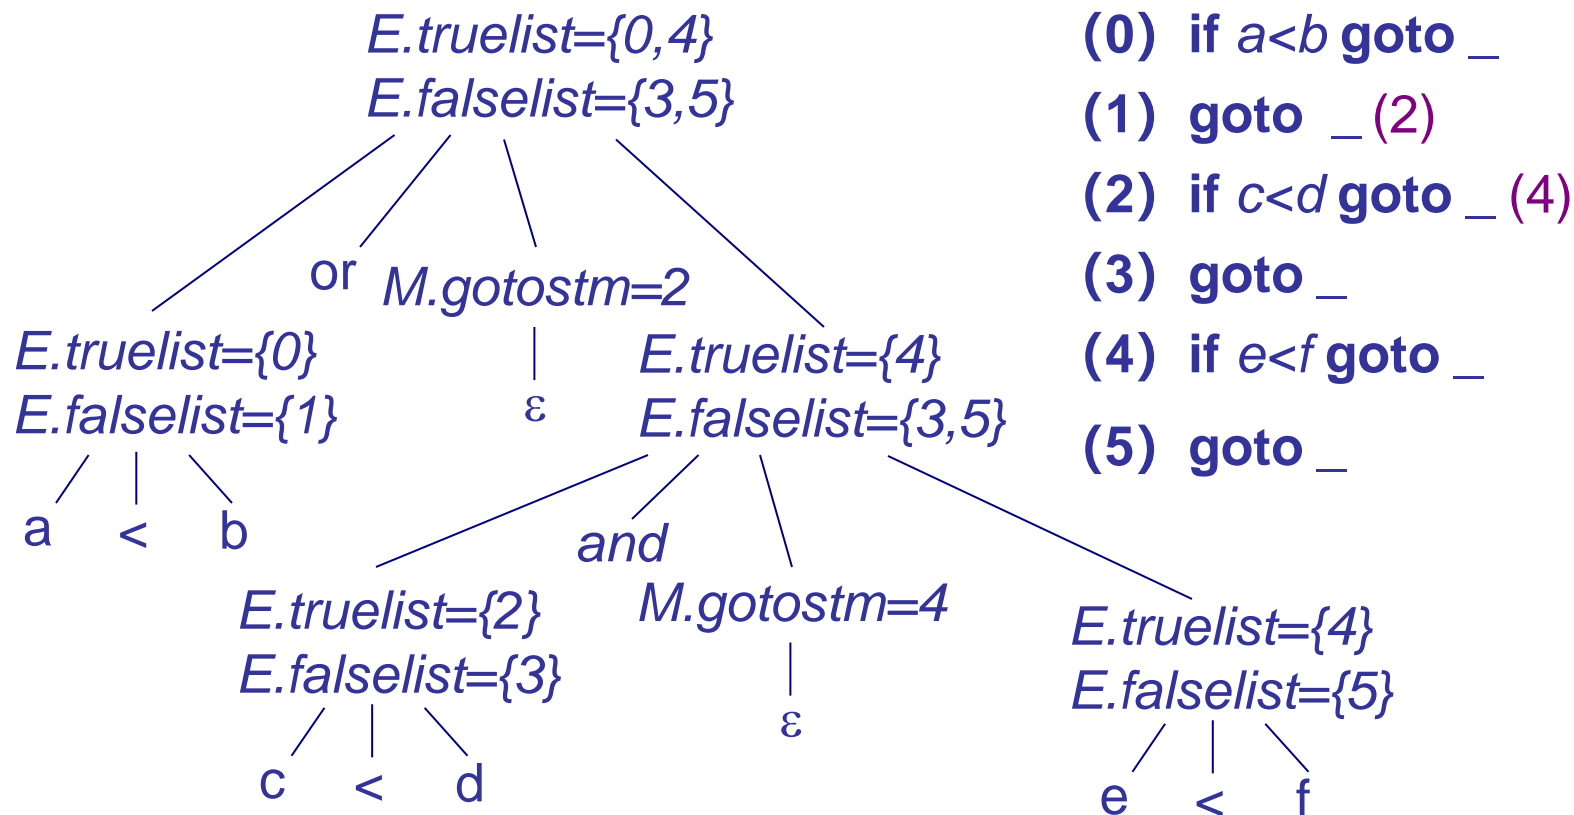 E.truelist={0,4}
E.falselist={3,5}
or
M.gotostm=2
ε
E.truelist={0}
E.falselist={1}
a < b
E.truelist={4}
E.falselist={3,5}
and
M.gotostm=4
ε
E.truelist={2}
E.falselist={3}
c < d
E.truelist={4}
E.falselist={5}
e < f
(0) if a<b goto _
(1) goto _ (2)
(2) if c<d goto _ (4)
(3) goto _
(4) if e<f goto _
(5) goto _